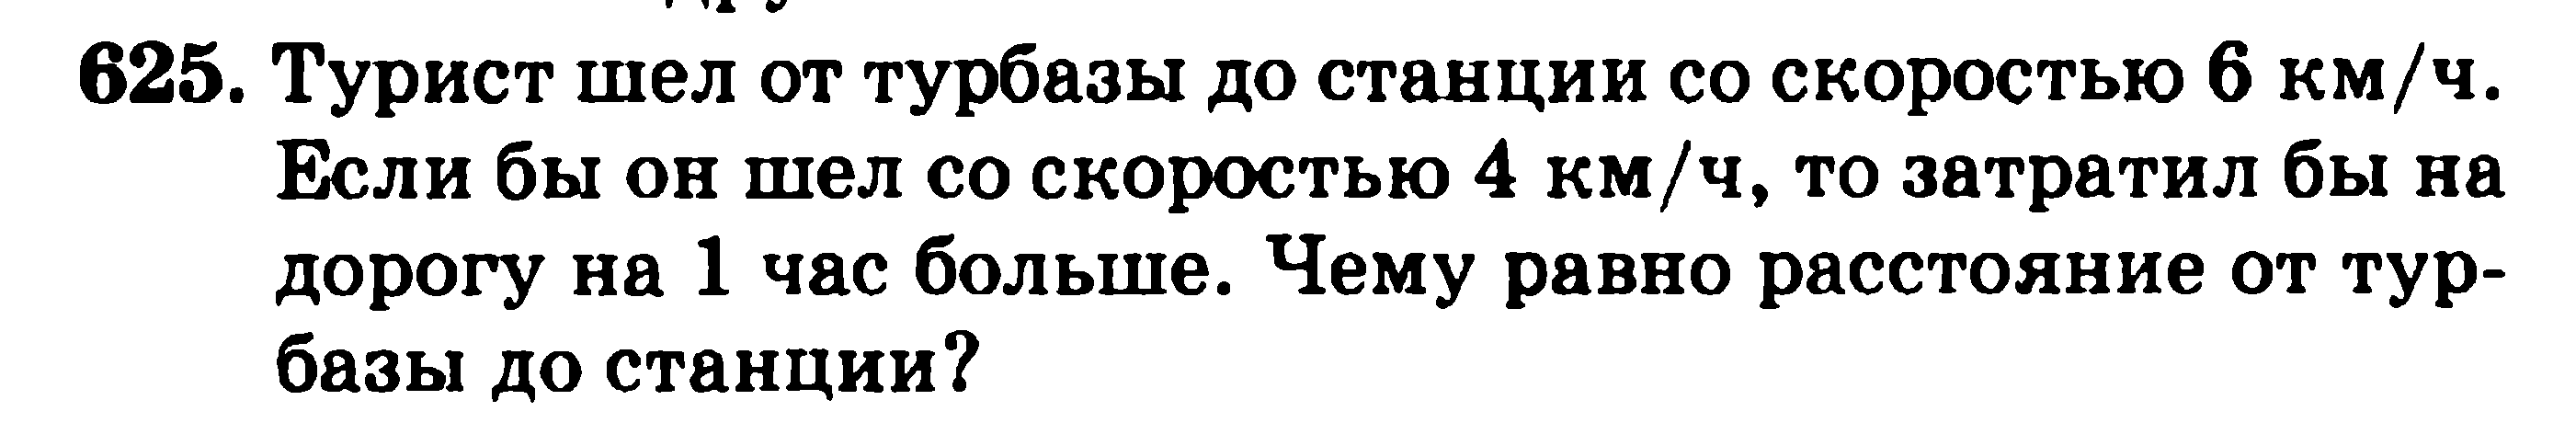 625. Турист шел от турбазы до станции со скоростью 6 км/ч.
Если бы он шел со скоростью 4 км/ч, то затратил бы на
дорогу на 1 час больше. Чему равно расстояние от тур-
базы до станции?